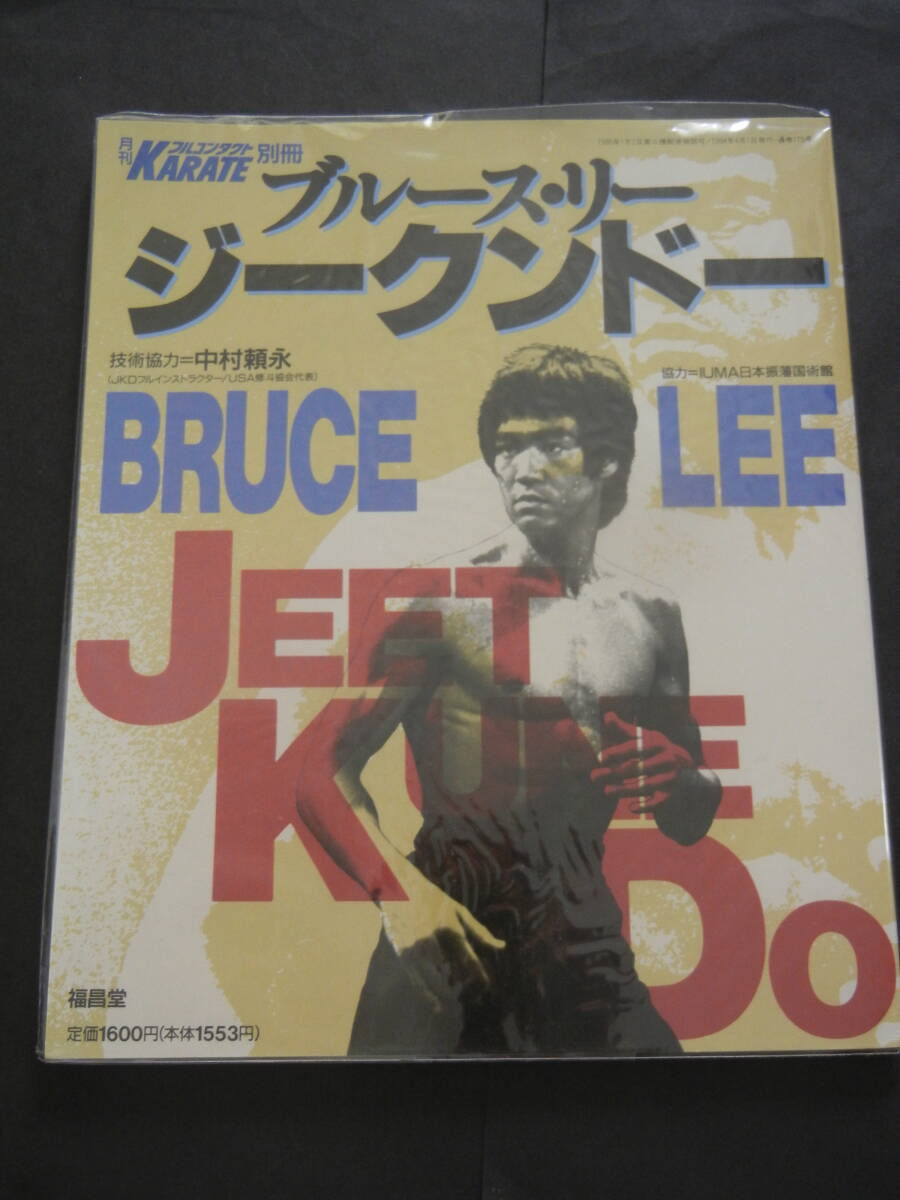 月刊
フルコンタクト
KARATE 別冊
ブルース・リー
ジークンドー
技術協力=中村頼永
(JKDフルインストラクター/USA修斗協会代表)
協力=IUMA日本振藩国術館
BRUCE LEE
JEET
KUNE
DO
福昌堂
定価1600円(本体1553円)